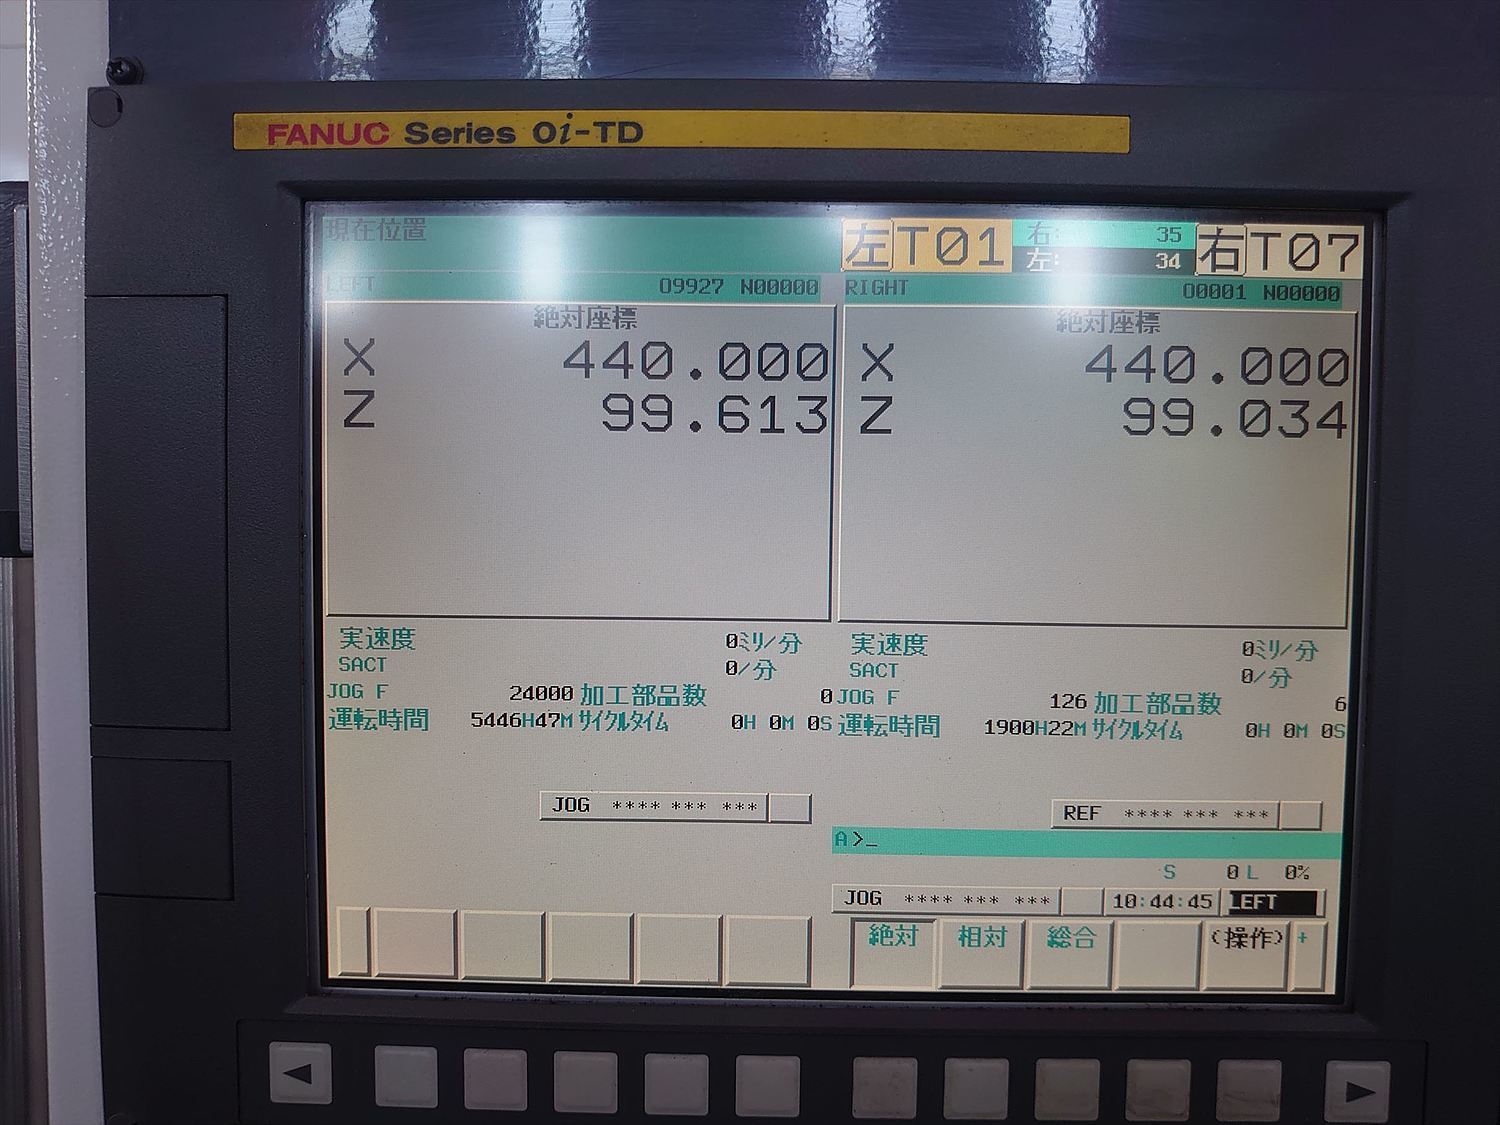 FANUC Series 0i-TD
現在位置
左T01 右: 35 右T07
左: 34
LEFT O9927 N00000
RIGHT O0001 N00000
絶対座標
X 440.000
Z 99.613
絶対座標
X 440.000
Z 99.034
実速度 0ミリ/分
SACT 0/分
JOG F 24000 加工部品数 0
運転時間 5446H47M サイクルタイム 0H 0M 0S
実速度 0ミリ/分
SACT 0/分
JOG F 126 加工部品数 6
運転時間 1900H22M サイクルタイム 0H 0M 0S
JOG **** *** ***
REF **** *** ***
A>_
S 0 L 0%
JOG **** *** *** 10:44:45 LEFT
絶対 相対 総合 (操作) +